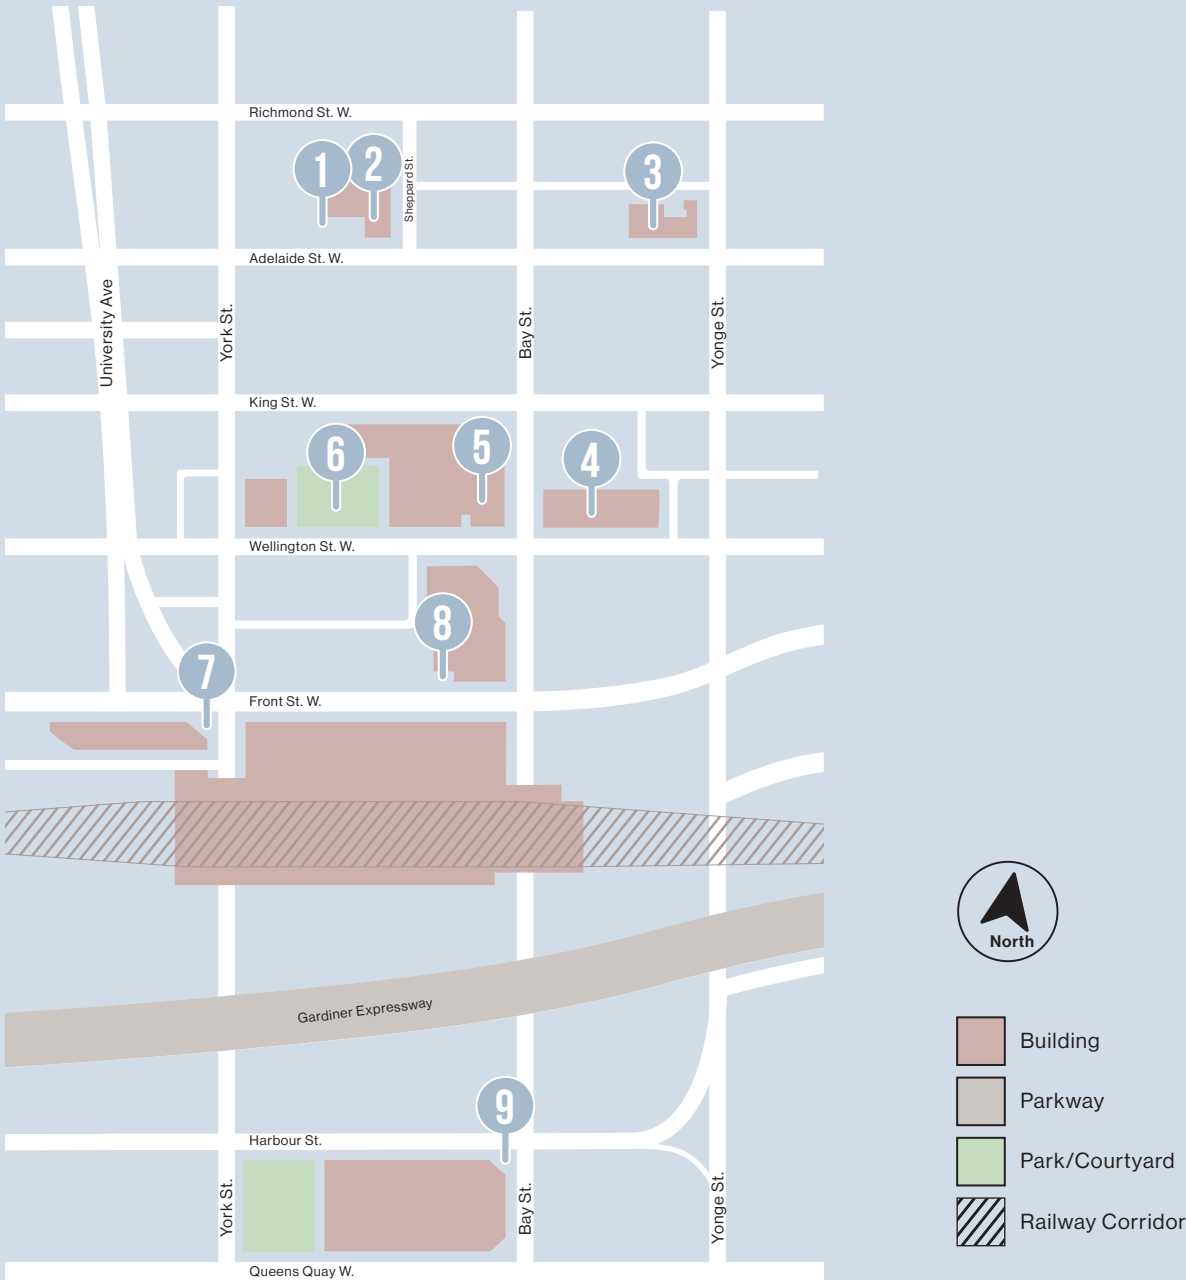 Richmond St. W.
1
2
3
Sheppard St.
Adelaide St. W.
University Ave
York St.
Bay St.
Yonge St.
King St. W.
6
5
4
Wellington St. W.
8
7
Front St. W.
North
Gardiner Expressway
Building
Parkway
9
Harbour St.
Park/Courtyard
York St.
Bay St.
Yonge St.
Railway Corridor
Queens Quay W.